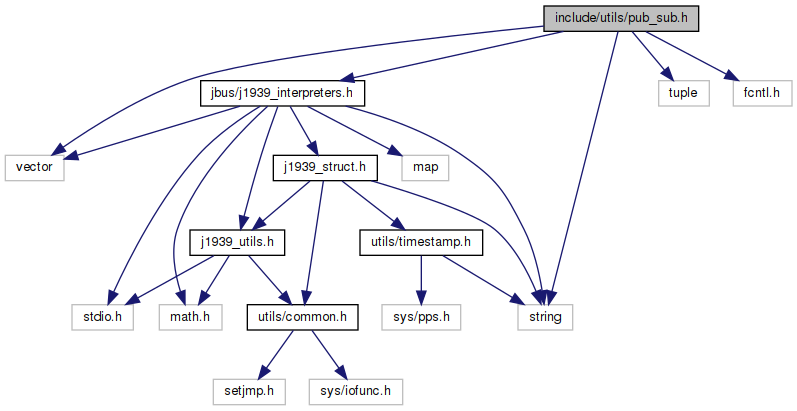 include/utils/pub_sub.h
jbus/j1939_interpreters.h
tuple
fcntl.h
vector
j1939_struct.h
map
j1939_utils.h
utils/timestamp.h
stdio.h
math.h
utils/common.h
sys/pps.h
string
setjmp.h
sys/iofunc.h